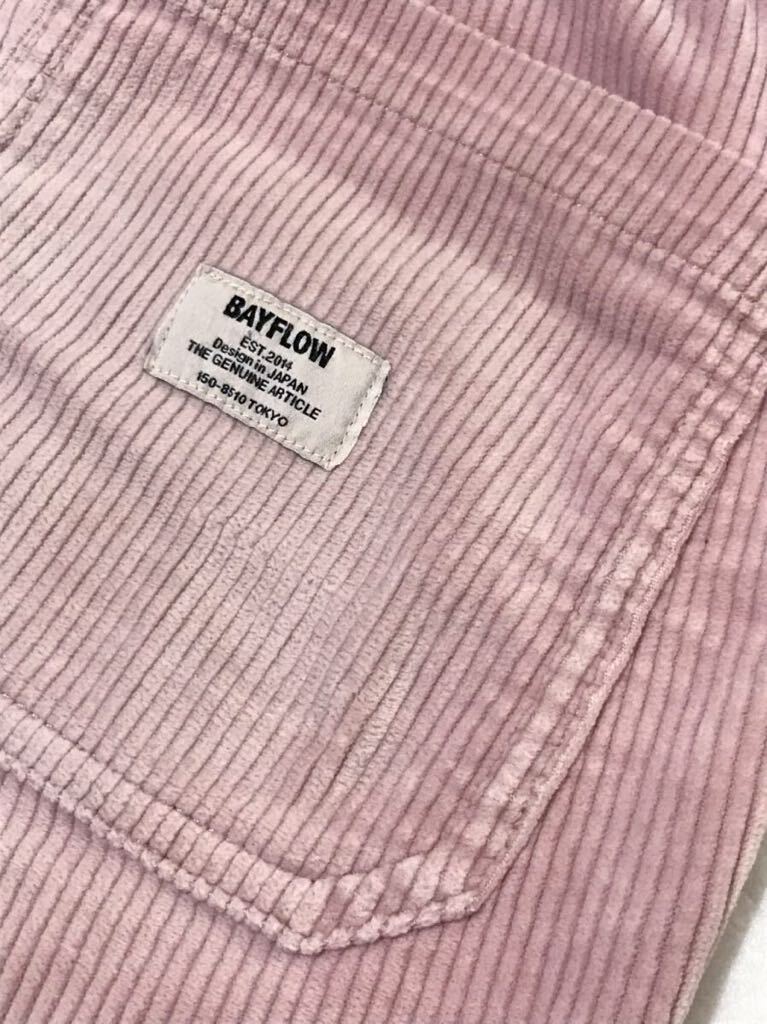 BAYFLOW
EST.2014
Design in JAPAN
THE GENUINE ARTICLE
150-8510 TOKYO